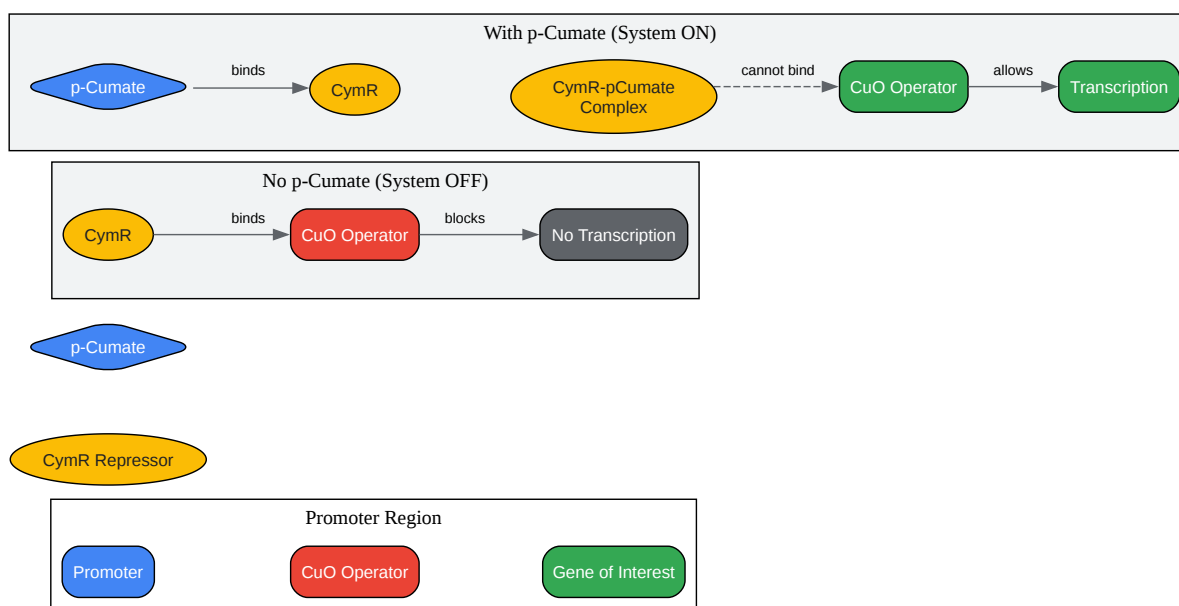 With p-Cumate (System ON)
p-Cumate
binds
CymR
CymR-pCumate
Complex
cannot bind
CuO Operator
allows
Transcription
No p-Cumate (System OFF)
CymR
binds
CuO Operator
blocks
No Transcription
p-Cumate
CymR Repressor
Promoter Region
Promoter
CuO Operator
Gene of Interest